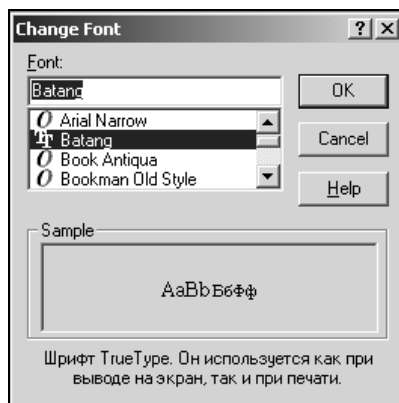 Change Font
Font:
Batang
OK
Arial Narrow
Batang
Cancel
Book Antiqua
Bookman Old Style
Help
Sample
AaBbБбФф
Шрифт TrueType. Он используется как при
выводе на экран, так и при печати.